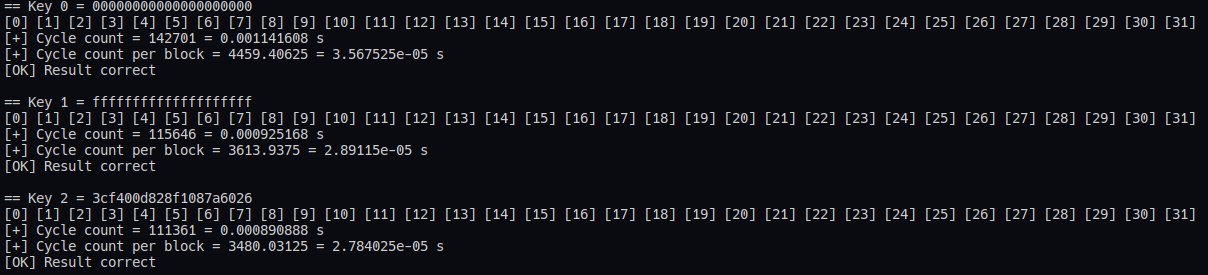 == Key 0 = 00000000000000000000
[0] [1] [2] [3] [4] [5] [6] [7] [8] [9] [10] [11] [12] [13] [14] [15] [16] [17] [18] [19] [20] [21] [22] [23] [24] [25] [26] [27] [28] [29] [30] [31]
[+] Cycle count = 142701 = 0.001141608 s
[+] Cycle count per block = 4459.40625 = 3.567525e-05 s
[OK] Result correct
== Key 1 = ffffffffffffffffffff
[0] [1] [2] [3] [4] [5] [6] [7] [8] [9] [10] [11] [12] [13] [14] [15] [16] [17] [18] [19] [20] [21] [22] [23] [24] [25] [26] [27] [28] [29] [30] [31]
[+] Cycle count = 115646 = 0.000925168 s
[+] Cycle count per block = 3613.9375 = 2.89115e-05 s
[OK] Result correct
== Key 2 = 3cf400d828f1087a6026
[0] [1] [2] [3] [4] [5] [6] [7] [8] [9] [10] [11] [12] [13] [14] [15] [16] [17] [18] [19] [20] [21] [22] [23] [24] [25] [26] [27] [28] [29] [30] [31]
[+] Cycle count = 111361 = 0.000890888 s
[+] Cycle count per block = 3480.03125 = 2.784025e-05 s
[OK] Result correct